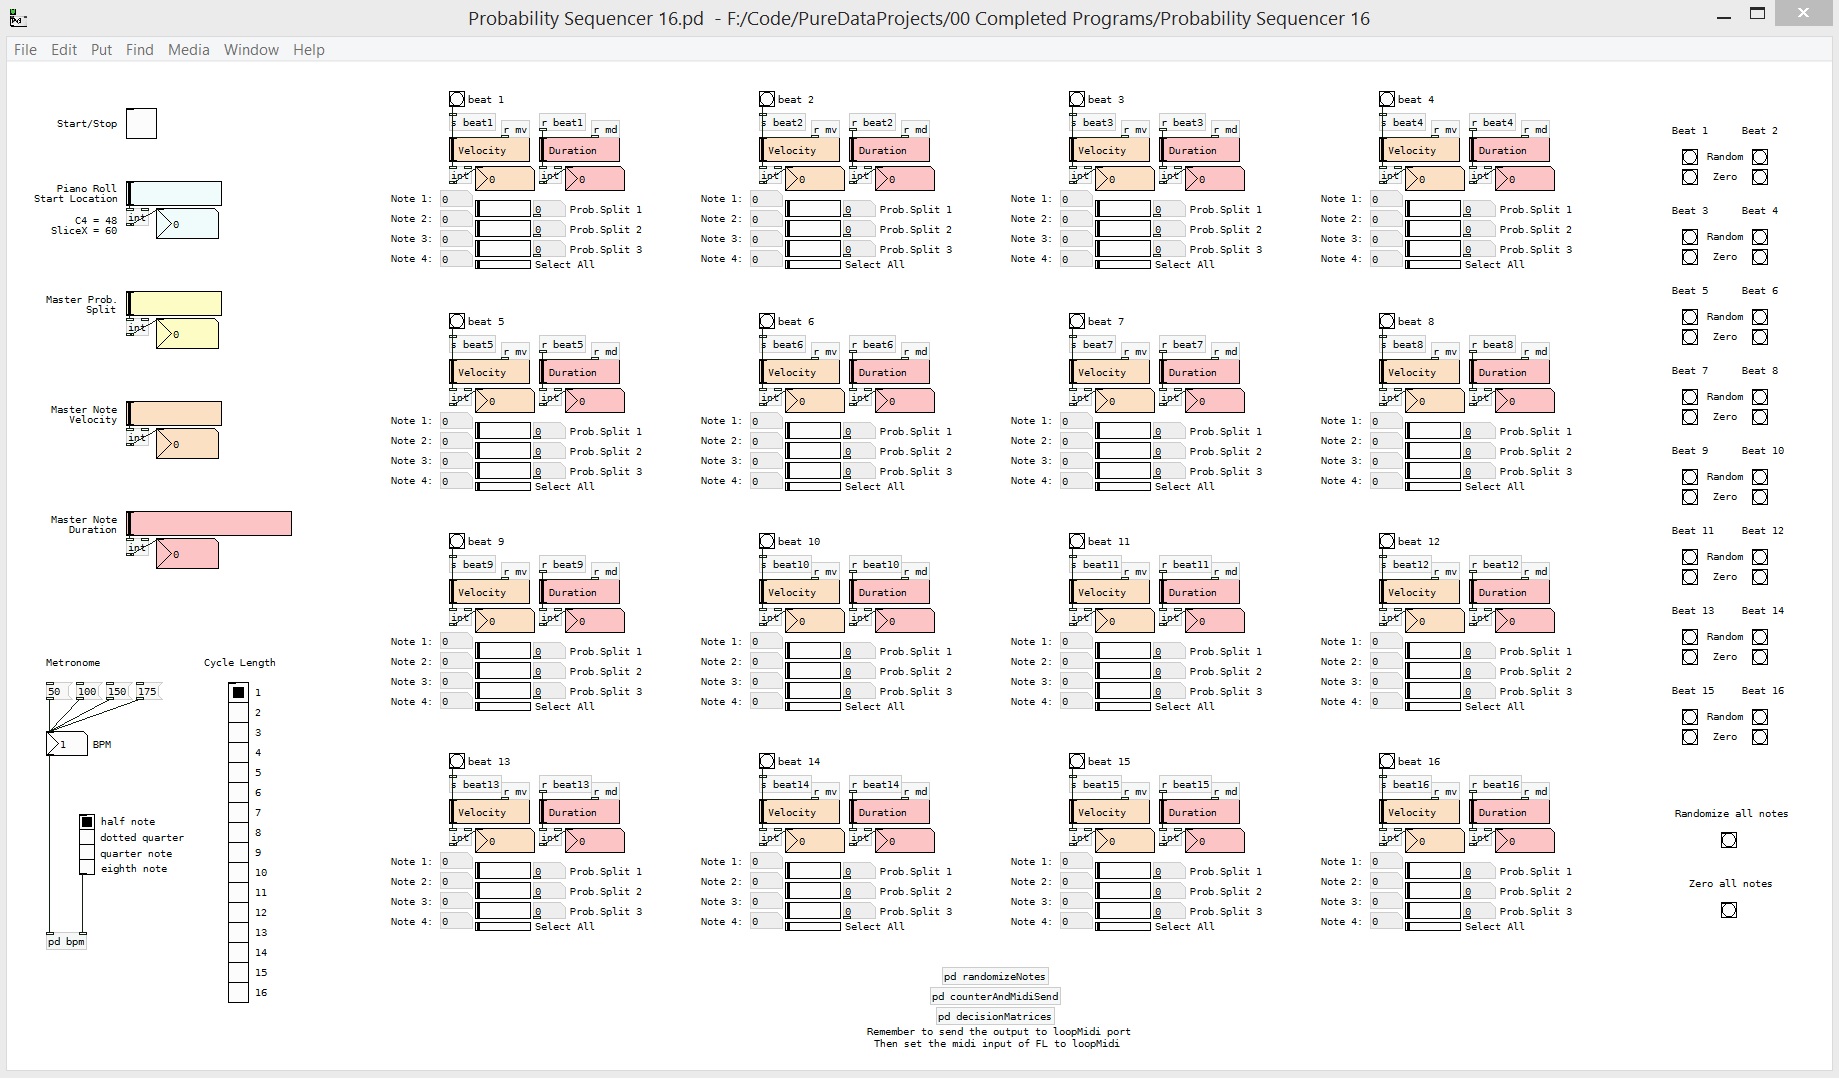 Probability Sequencer 16.pd - F:/Code/PureDataProjects/00 Completed Programs/Probability Sequencer 16
File Edit Put Find Media Window Help
Start/Stop
Piano Roll
Start Location
int 0
C4 = 48
SliceX = 60
Master Prob.
Split
int 0
Master Note
Velocity
int 0
Master Note
Duration
int 0
Metronome
50 100 150 175
1 BPM
half note
dotted quarter
quarter note
eighth note
pd bpm
Cycle Length
1
2
3
4
5
6
7
8
9
10
11
12
13
14
15
16
beat 1
s beat1 r mv r beat1 r md
Velocity Duration
int 0 int 0
Note 1: 0
0 Prob.Split 1
Note 2: 0
0 Prob.Split 2
Note 3: 0
0 Prob.Split 3
Note 4: 0
Select All
beat 2
s beat2 r mv r beat2 r md
Velocity Duration
int 0 int 0
Note 1: 0
0 Prob.Split 1
Note 2: 0
0 Prob.Split 2
Note 3: 0
0 Prob.Split 3
Note 4: 0
Select All
beat 3
s beat3 r mv r beat3 r md
Velocity Duration
int 0 int 0
Note 1: 0
0 Prob.Split 1
Note 2: 0
0 Prob.Split 2
Note 3: 0
0 Prob.Split 3
Note 4: 0
Select All
beat 4
s beat4 r mv r beat4 r md
Velocity Duration
int 0 int 0
Note 1: 0
0 Prob.Split 1
Note 2: 0
0 Prob.Split 2
Note 3: 0
0 Prob.Split 3
Note 4: 0
Select All
beat 5
s beat5 r mv r beat5 r md
Velocity Duration
int 0 int 0
Note 1: 0
0 Prob.Split 1
Note 2: 0
0 Prob.Split 2
Note 3: 0
0 Prob.Split 3
Note 4: 0
Select All
beat 6
s beat6 r mv r beat6 r md
Velocity Duration
int 0 int 0
Note 1: 0
0 Prob.Split 1
Note 2: 0
0 Prob.Split 2
Note 3: 0
0 Prob.Split 3
Note 4: 0
Select All
beat 7
s beat7 r mv r beat7 r md
Velocity Duration
int 0 int 0
Note 1: 0
0 Prob.Split 1
Note 2: 0
0 Prob.Split 2
Note 3: 0
0 Prob.Split 3
Note 4: 0
Select All
beat 8
s beat8 r mv r beat8 r md
Velocity Duration
int 0 int 0
Note 1: 0
0 Prob.Split 1
Note 2: 0
0 Prob.Split 2
Note 3: 0
0 Prob.Split 3
Note 4: 0
Select All
beat 9
s beat9 r mv r beat9 r md
Velocity Duration
int 0 int 0
Note 1: 0
0 Prob.Split 1
Note 2: 0
0 Prob.Split 2
Note 3: 0
0 Prob.Split 3
Note 4: 0
Select All
beat 10
s beat10 r mv r beat10 r md
Velocity Duration
int 0 int 0
Note 1: 0
0 Prob.Split 1
Note 2: 0
0 Prob.Split 2
Note 3: 0
0 Prob.Split 3
Note 4: 0
Select All
beat 11
s beat11 r mv r beat11 r md
Velocity Duration
int 0 int 0
Note 1: 0
0 Prob.Split 1
Note 2: 0
0 Prob.Split 2
Note 3: 0
0 Prob.Split 3
Note 4: 0
Select All
beat 12
s beat12 r mv r beat12 r md
Velocity Duration
int 0 int 0
Note 1: 0
0 Prob.Split 1
Note 2: 0
0 Prob.Split 2
Note 3: 0
0 Prob.Split 3
Note 4: 0
Select All
beat 13
s beat13 r mv r beat13 r md
Velocity Duration
int 0 int 0
Note 1: 0
0 Prob.Split 1
Note 2: 0
0 Prob.Split 2
Note 3: 0
0 Prob.Split 3
Note 4: 0
Select All
beat 14
s beat14 r mv r beat14 r md
Velocity Duration
int 0 int 0
Note 1: 0
0 Prob.Split 1
Note 2: 0
0 Prob.Split 2
Note 3: 0
0 Prob.Split 3
Note 4: 0
Select All
beat 15
s beat15 r mv r beat15 r md
Velocity Duration
int 0 int 0
Note 1: 0
0 Prob.Split 1
Note 2: 0
0 Prob.Split 2
Note 3: 0
0 Prob.Split 3
Note 4: 0
Select All
beat 16
s beat16 r mv r beat16 r md
Velocity Duration
int 0 int 0
Note 1: 0
0 Prob.Split 1
Note 2: 0
0 Prob.Split 2
Note 3: 0
0 Prob.Split 3
Note 4: 0
Select All
pd randomizeNotes
pd counterAndMidiSend
pd decisionMatrices
Remember to send the output to loopMidi port
Then set the midi input of FL to loopMidi
Beat 1 Beat 2
Random
Zero
Beat 3 Beat 4
Random
Zero
Beat 5 Beat 6
Random
Zero
Beat 7 Beat 8
Random
Zero
Beat 9 Beat 10
Random
Zero
Beat 11 Beat 12
Random
Zero
Beat 13 Beat 14
Random
Zero
Beat 15 Beat 16
Random
Zero
Randomize all notes
Zero all notes